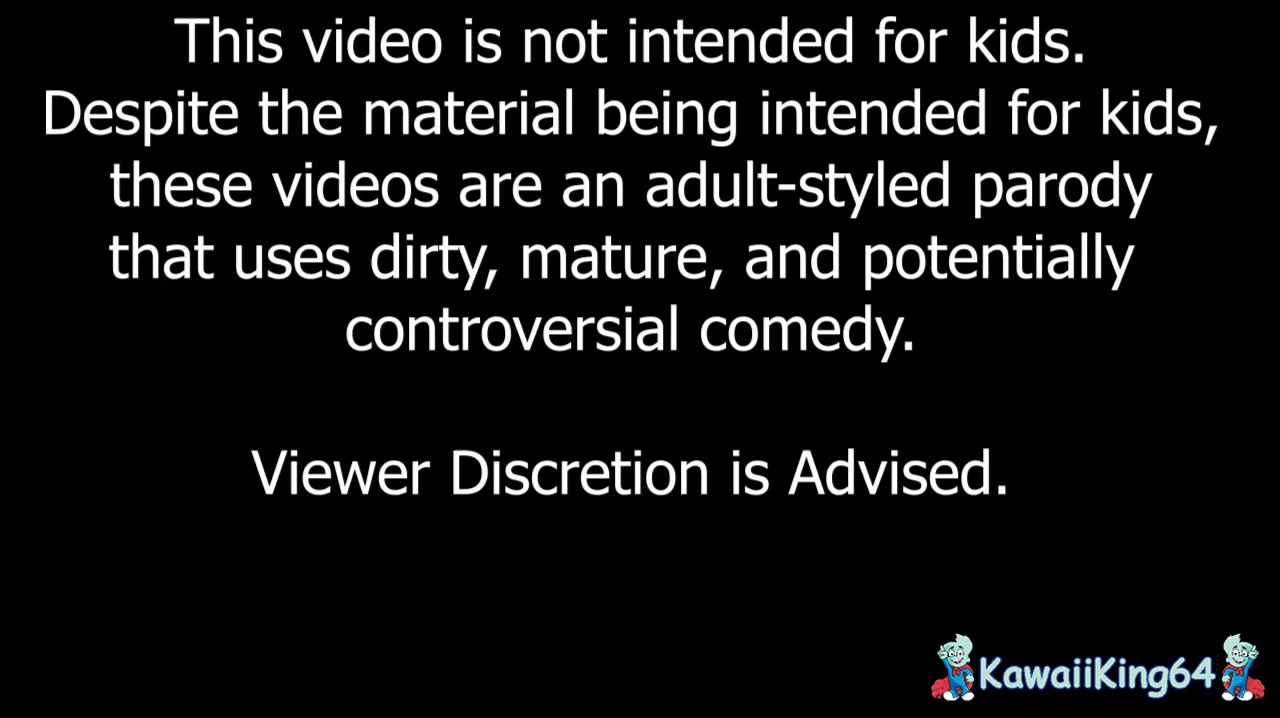 This video is not intended for kids.
Despite the material being intended for kids,
these videos are an adult-styled parody
that uses dirty, mature, and potentially
controversial comedy.
Viewer Discretion is Advised.
KawaiiKing64